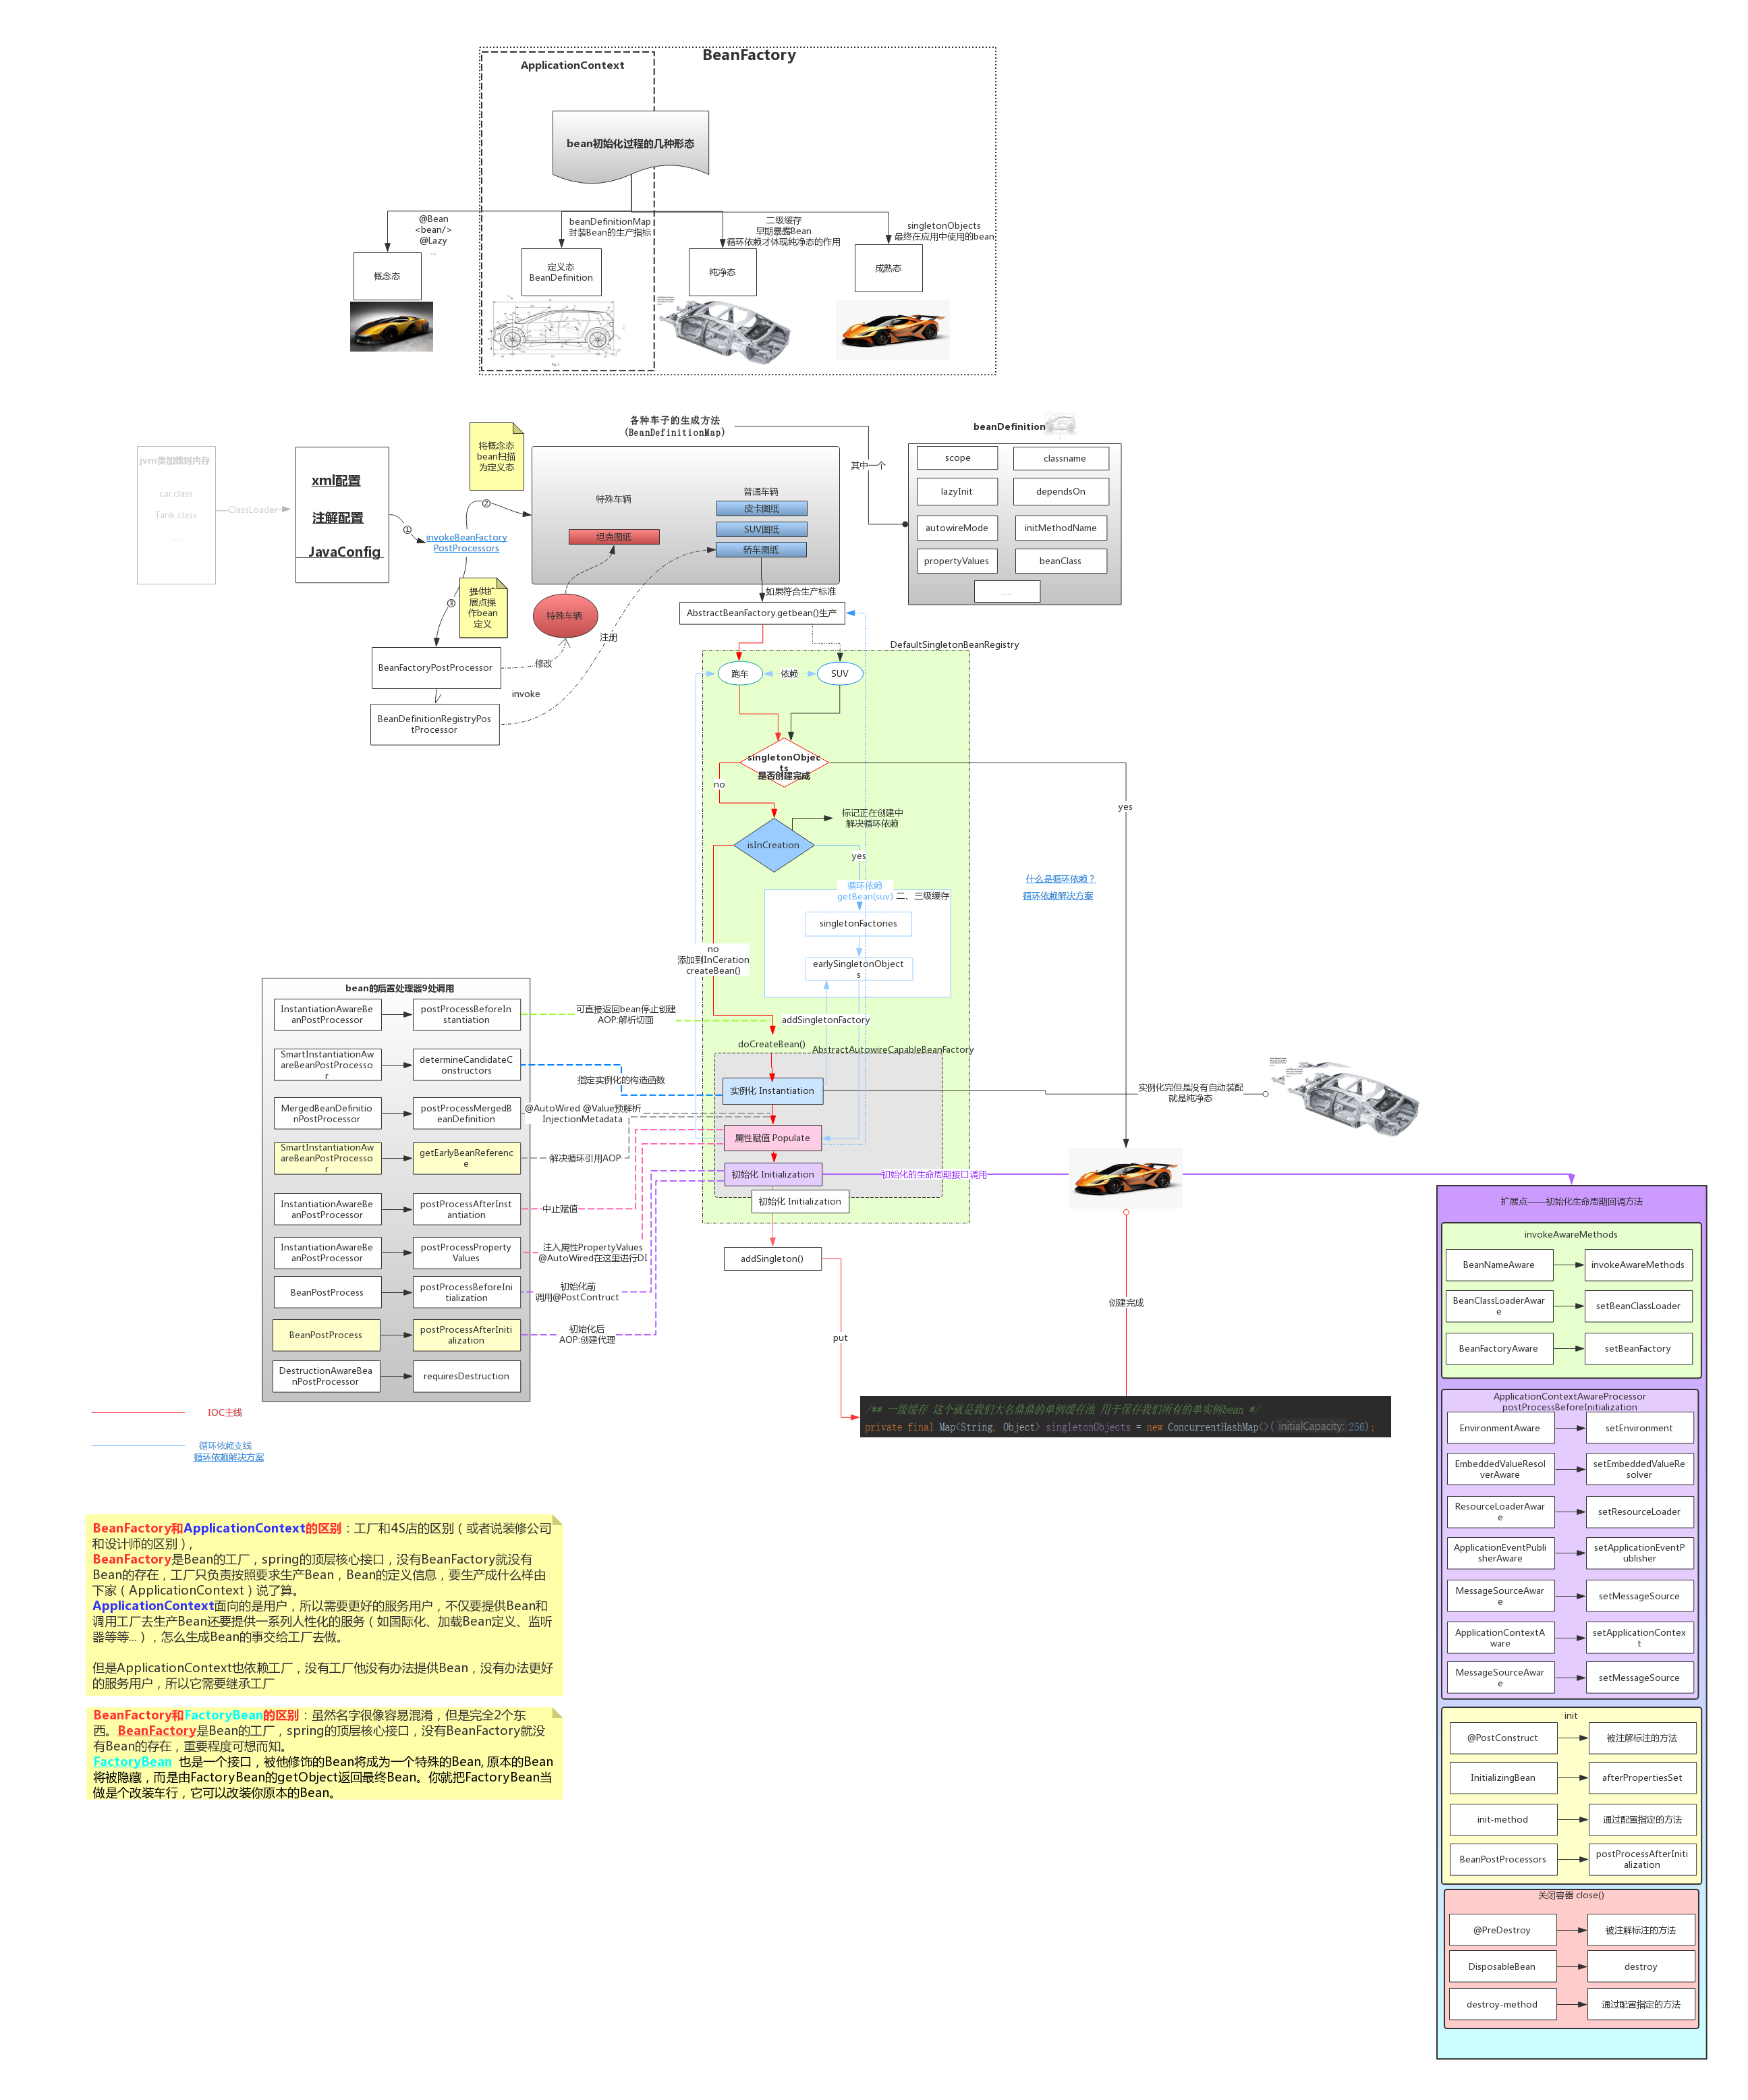 BeanFactory
ApplicationContext
bean初始化过程的几种形态
@Bean
<bean/>
@Lazy
...
beanDefinitionMap
封装Bean的生产指标
二级缓存
早期暴露Bean
循环依赖才体现纯净态的作用
singletonObjects
最终在应用中使用的bean
概念态
定义态
BeanDefinition
纯净态
成熟态
各种车子的生成方法
(BeanDefinitionMap)
beanDefinition
jvm类加载到内存
car class
Tank class
ClassLoader
xml配置
注解配置
JavaConfig
①
invokeBeanFactory
PostProcessors
②
将概念态
bean扫描
为定义态
特殊车辆
坦克图纸
普通车辆
皮卡图纸
SUV图纸
轿车图纸
其中一个
scope
classname
lazyInit
dependsOn
autowireMode
initMethodName
propertyValues
beanClass
.....
③
提供扩
展点操
作bean
定义
特殊车辆
BeanFactoryPostProcessor
修改
注册
invoke
BeanDefinitionRegistryPos
tProcessor
如果符合生产标准
AbstractBeanFactory.getbean()生产
DefaultSingletonBeanRegistry
跑车
依赖
SUV
singletonObjec
ts
是否创建完成
no
yes
isInCreation
标记正在创建中
解决循环依赖
yes
什么是循环依赖？
循环依赖解决方案
循环依赖
getBean(suv)
二、三级缓存
singletonFactories
earlySingletonObject
s
no
添加到InCeration
createBean()
addSingletonFactory
doCreateBean()
AbstractAutowireCapableBeanFactory
实例化 Instantiation
属性赋值 Populate
初始化 Initialization
初始化 Initialization
实例化完但是没有自动装配
就是纯净态
初始化的生命周期接口调用
addSingleton()
put
创建完成
/** 一级缓存 这个就是我们大名鼎鼎的单例缓存池 用于保存我们所有的单实例bean */
private final Map<String, Object> singletonObjects = new ConcurrentHashMap<>( initialCapacity: 256);
bean的后置处理器9处调用
InstantiationAwareBe
anPostProcessor
postProcessBeforeIn
stantiation
可直接返回bean停止创建
AOP:解析切面
SmartInstantiationAw
areBeanPostProcesso
r
determineCandidateC
onstructors
指定实例化的构造函数
MergedBeanDefinitio
nPostProcessor
postProcessMergedB
eanDefinition
@AutoWired @Value预解析
InjectionMetadata
SmartInstantiationAw
areBeanPostProcesso
r
getEarlyBeanReferenc
e
解决循环引用AOP
InstantiationAwareBe
anPostProcessor
postProcessAfterInst
antiation
中止赋值
InstantiationAwareBe
anPostProcessor
postProcessProperty
Values
注入属性PropertyValues
@AutoWired在这里进行DI
BeanPostProcess
postProcessBeforeIni
tialization
初始化前
调用@PostContruct
BeanPostProcess
postProcessAfterIniti
alization
初始化后
AOP:创建代理
DestructionAwareBea
nPostProcessor
requiresDestruction
IOC主线
循环依赖支线
循环依赖解决方案
BeanFactory和ApplicationContext的区别：工厂和4S店的区别（或者说装修公司
和设计师的区别），
BeanFactory是Bean的工厂，spring的顶层核心接口，没有BeanFactory就没有
Bean的存在，工厂只负责按照要求生产Bean，Bean的定义信息，要生产成什么样由
下家（ApplicationContext）说了算。
ApplicationContext面向的是用户，所以需要更好的服务用户，不仅要提供Bean和
调用工厂去生产Bean还要提供一系列人性化的服务（如国际化、加载Bean定义、监听
器等等...），怎么生成Bean的事交给工厂去做。
但是ApplicationContext也依赖工厂，没有工厂他没有办法提供Bean，没有办法更好
的服务用户，所以它需要继承工厂
BeanFactory和FactoryBean的区别：虽然名字很像容易混淆，但是完全2个东
西。BeanFactory是Bean的工厂，spring的顶层核心接口，没有BeanFactory就没
有Bean的存在，重要程度可想而知。
FactoryBean 也是一个接口，被他修饰的Bean将成为一个特殊的Bean,原本的Bean
将被隐藏，而是由FactoryBean的getObject返回最终Bean。你就把FactoryBean当
做是个改装车行，它可以改装你原本的Bean。
扩展点——初始化生命周期回调方法
invokeAwareMethods
BeanNameAware
invokeAwareMethods
BeanClassLoaderAwar
e
setBeanClassLoader
BeanFactoryAware
setBeanFactory
ApplicationContextAwareProcessor
postProcessBeforeInitialization
EnvironmentAware
setEnvironment
EmbeddedValueResol
verAware
setEmbeddedValueRe
solver
ResourceLoaderAwar
e
setResourceLoader
ApplicationEventPubli
sherAware
setApplicationEventP
ublisher
MessageSourceAwar
e
setMessageSource
ApplicationContextA
ware
setApplicationContex
t
MessageSourceAwar
e
setMessageSource
init
@PostConstruct
被注解标注的方法
InitializingBean
afterPropertiesSet
init-method
通过配置指定的方法
BeanPostProcessors
postProcessAfterIniti
alization
关闭容器 close()
@PreDestroy
被注解标注的方法
DisposableBean
destroy
destroy-method
通过配置指定的方法